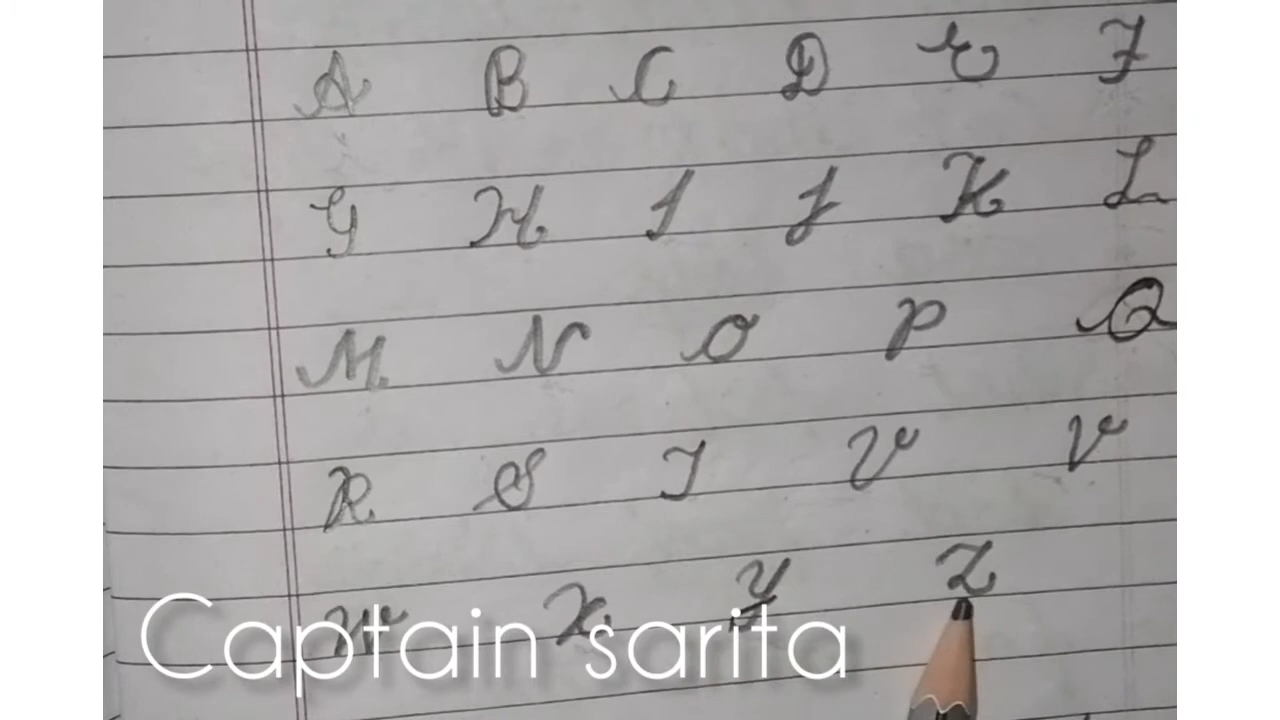 A B C D E F
G H I J K L
M N O P Q
R S T U V
W X Y Z
Captain sarita